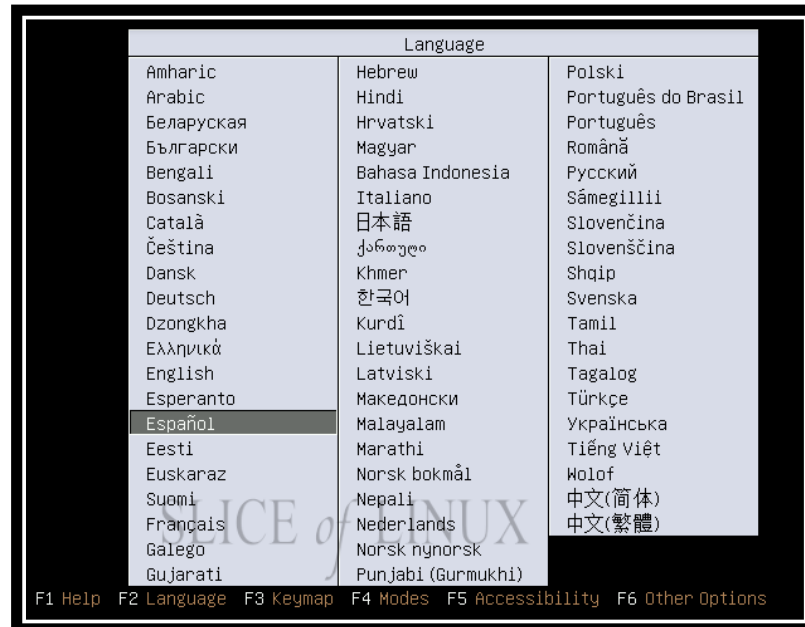 Language
Amharic
Arabic
Беларуская
Български
Bengali
Bosanski
Català
Čeština
Dansk
Deutsch
Dzongkha
Ελληνικά
English
Esperanto
Español
Eesti
Euskaraz
Suomi
Français
Galego
Gujarati
Hebrew
Hindi
Hrvatski
Magyar
Bahasa Indonesia
Italiano
日本語
ქართული
Khmer
한국어
Kurdî
Lietuviškai
Latviski
Македонски
Malayalam
Marathi
Norsk bokmål
Nepali
Nederlands
Norsk nynorsk
Punjabi (Gurmukhi)
Polski
Português do Brasil
Português
Română
Русский
Sámegillii
Slovenčina
Slovenščina
Shqip
Svenska
Tamil
Thai
Tagalog
Türkçe
Українська
Tiếng Việt
Wolof
中文(简体)
中文(繁體)
SLICE of LINUX
F1 Help F2 Language F3 Keymap F4 Modes F5 Accessibility F6 Other Options